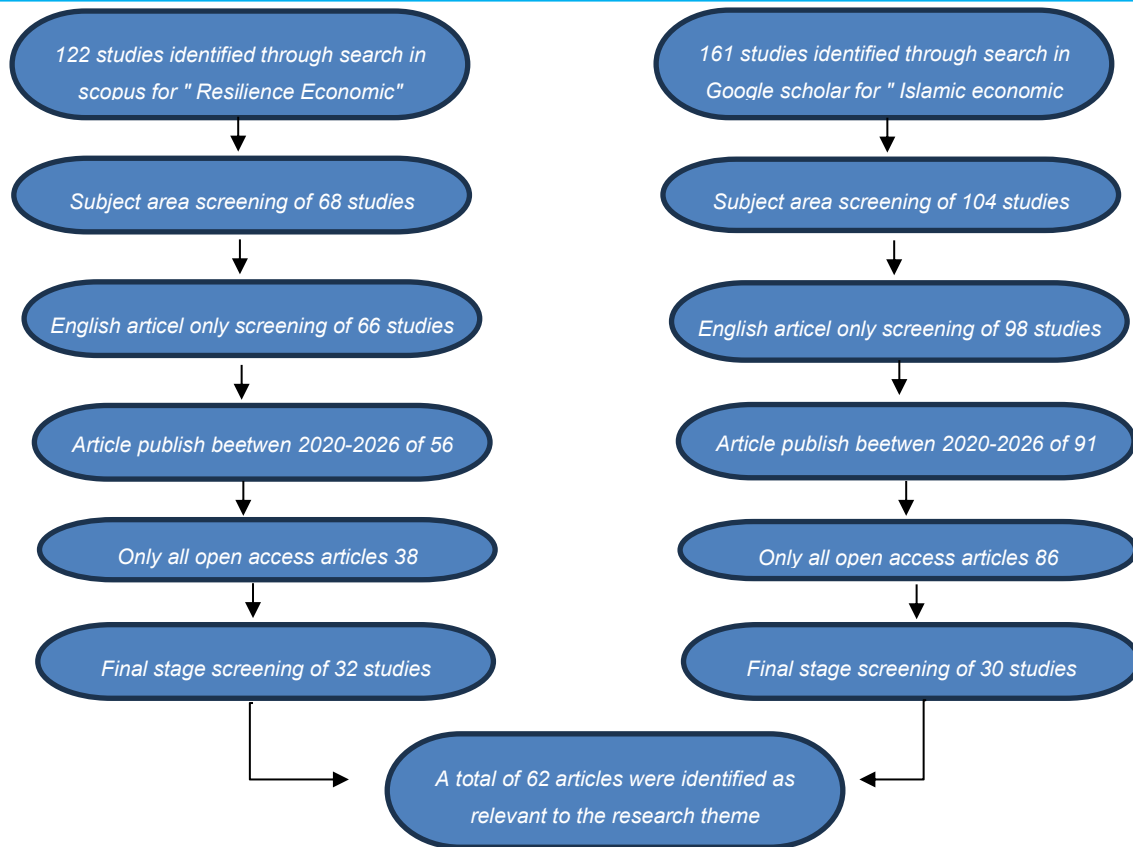 122 studies identified through search in
scopus for " Resilience Economic"
Subject area screening of 68 studies
English articel only screening of 66 studies
Article publish beetwen 2020-2026 of 56
Only all open access articles 38
Final stage screening of 32 studies
161 studies identified through search in
Google scholar for " Islamic economic
Subject area screening of 104 studies
English articel only screening of 98 studies
Article publish beetwen 2020-2026 of 91
Only all open access articles 86
Final stage screening of 30 studies
A total of 62 articles were identified as
relevant to the research theme